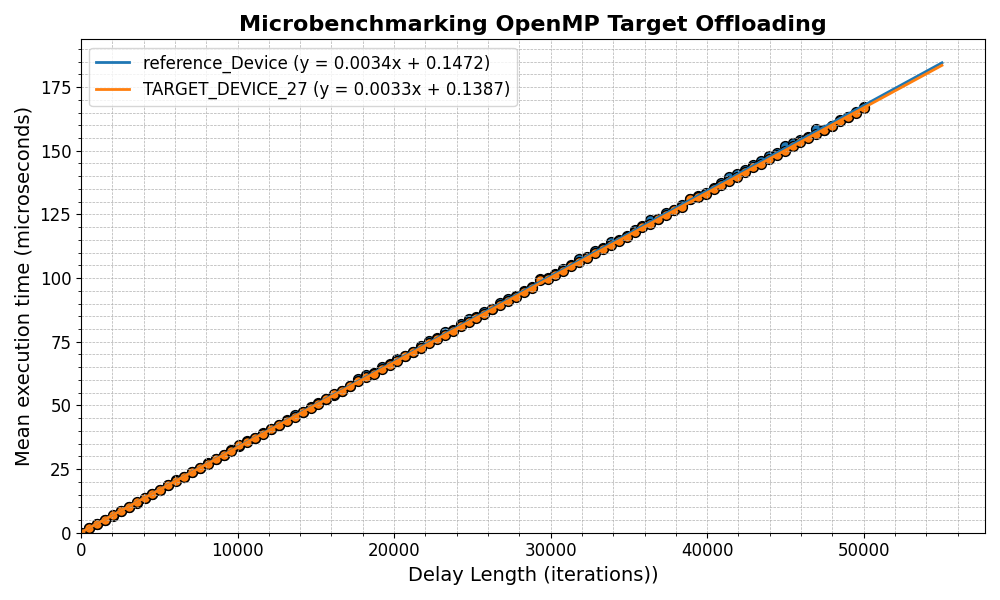 Microbenchmarking OpenMP Target Offloading
reference_Device (y = 0.0034x + 0.1472)
TARGET_DEVICE_27 (y = 0.0033x + 0.1387)
Mean execution time (microseconds)
175
150
125
100
75
50
25
0
0 10000 20000 30000 40000 50000
Delay Length (iterations))